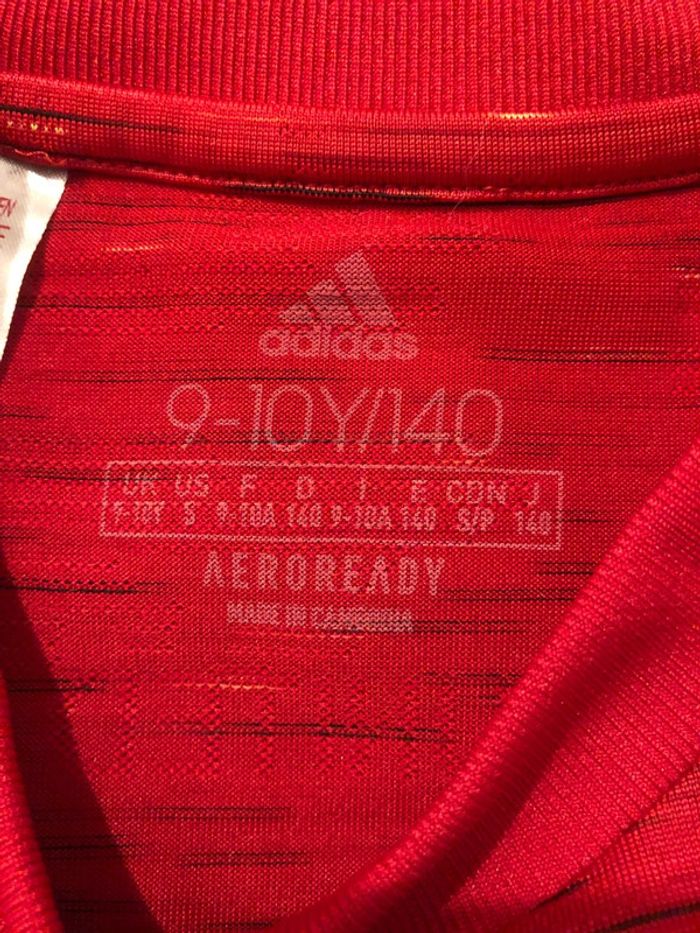 EN
adidas
9-10Y/140
UK US F D I E CDN J
9-10Y S 9-10A 140 9-10A 140 S/P 140
AEROREADY
MADE IN CAMBODIA